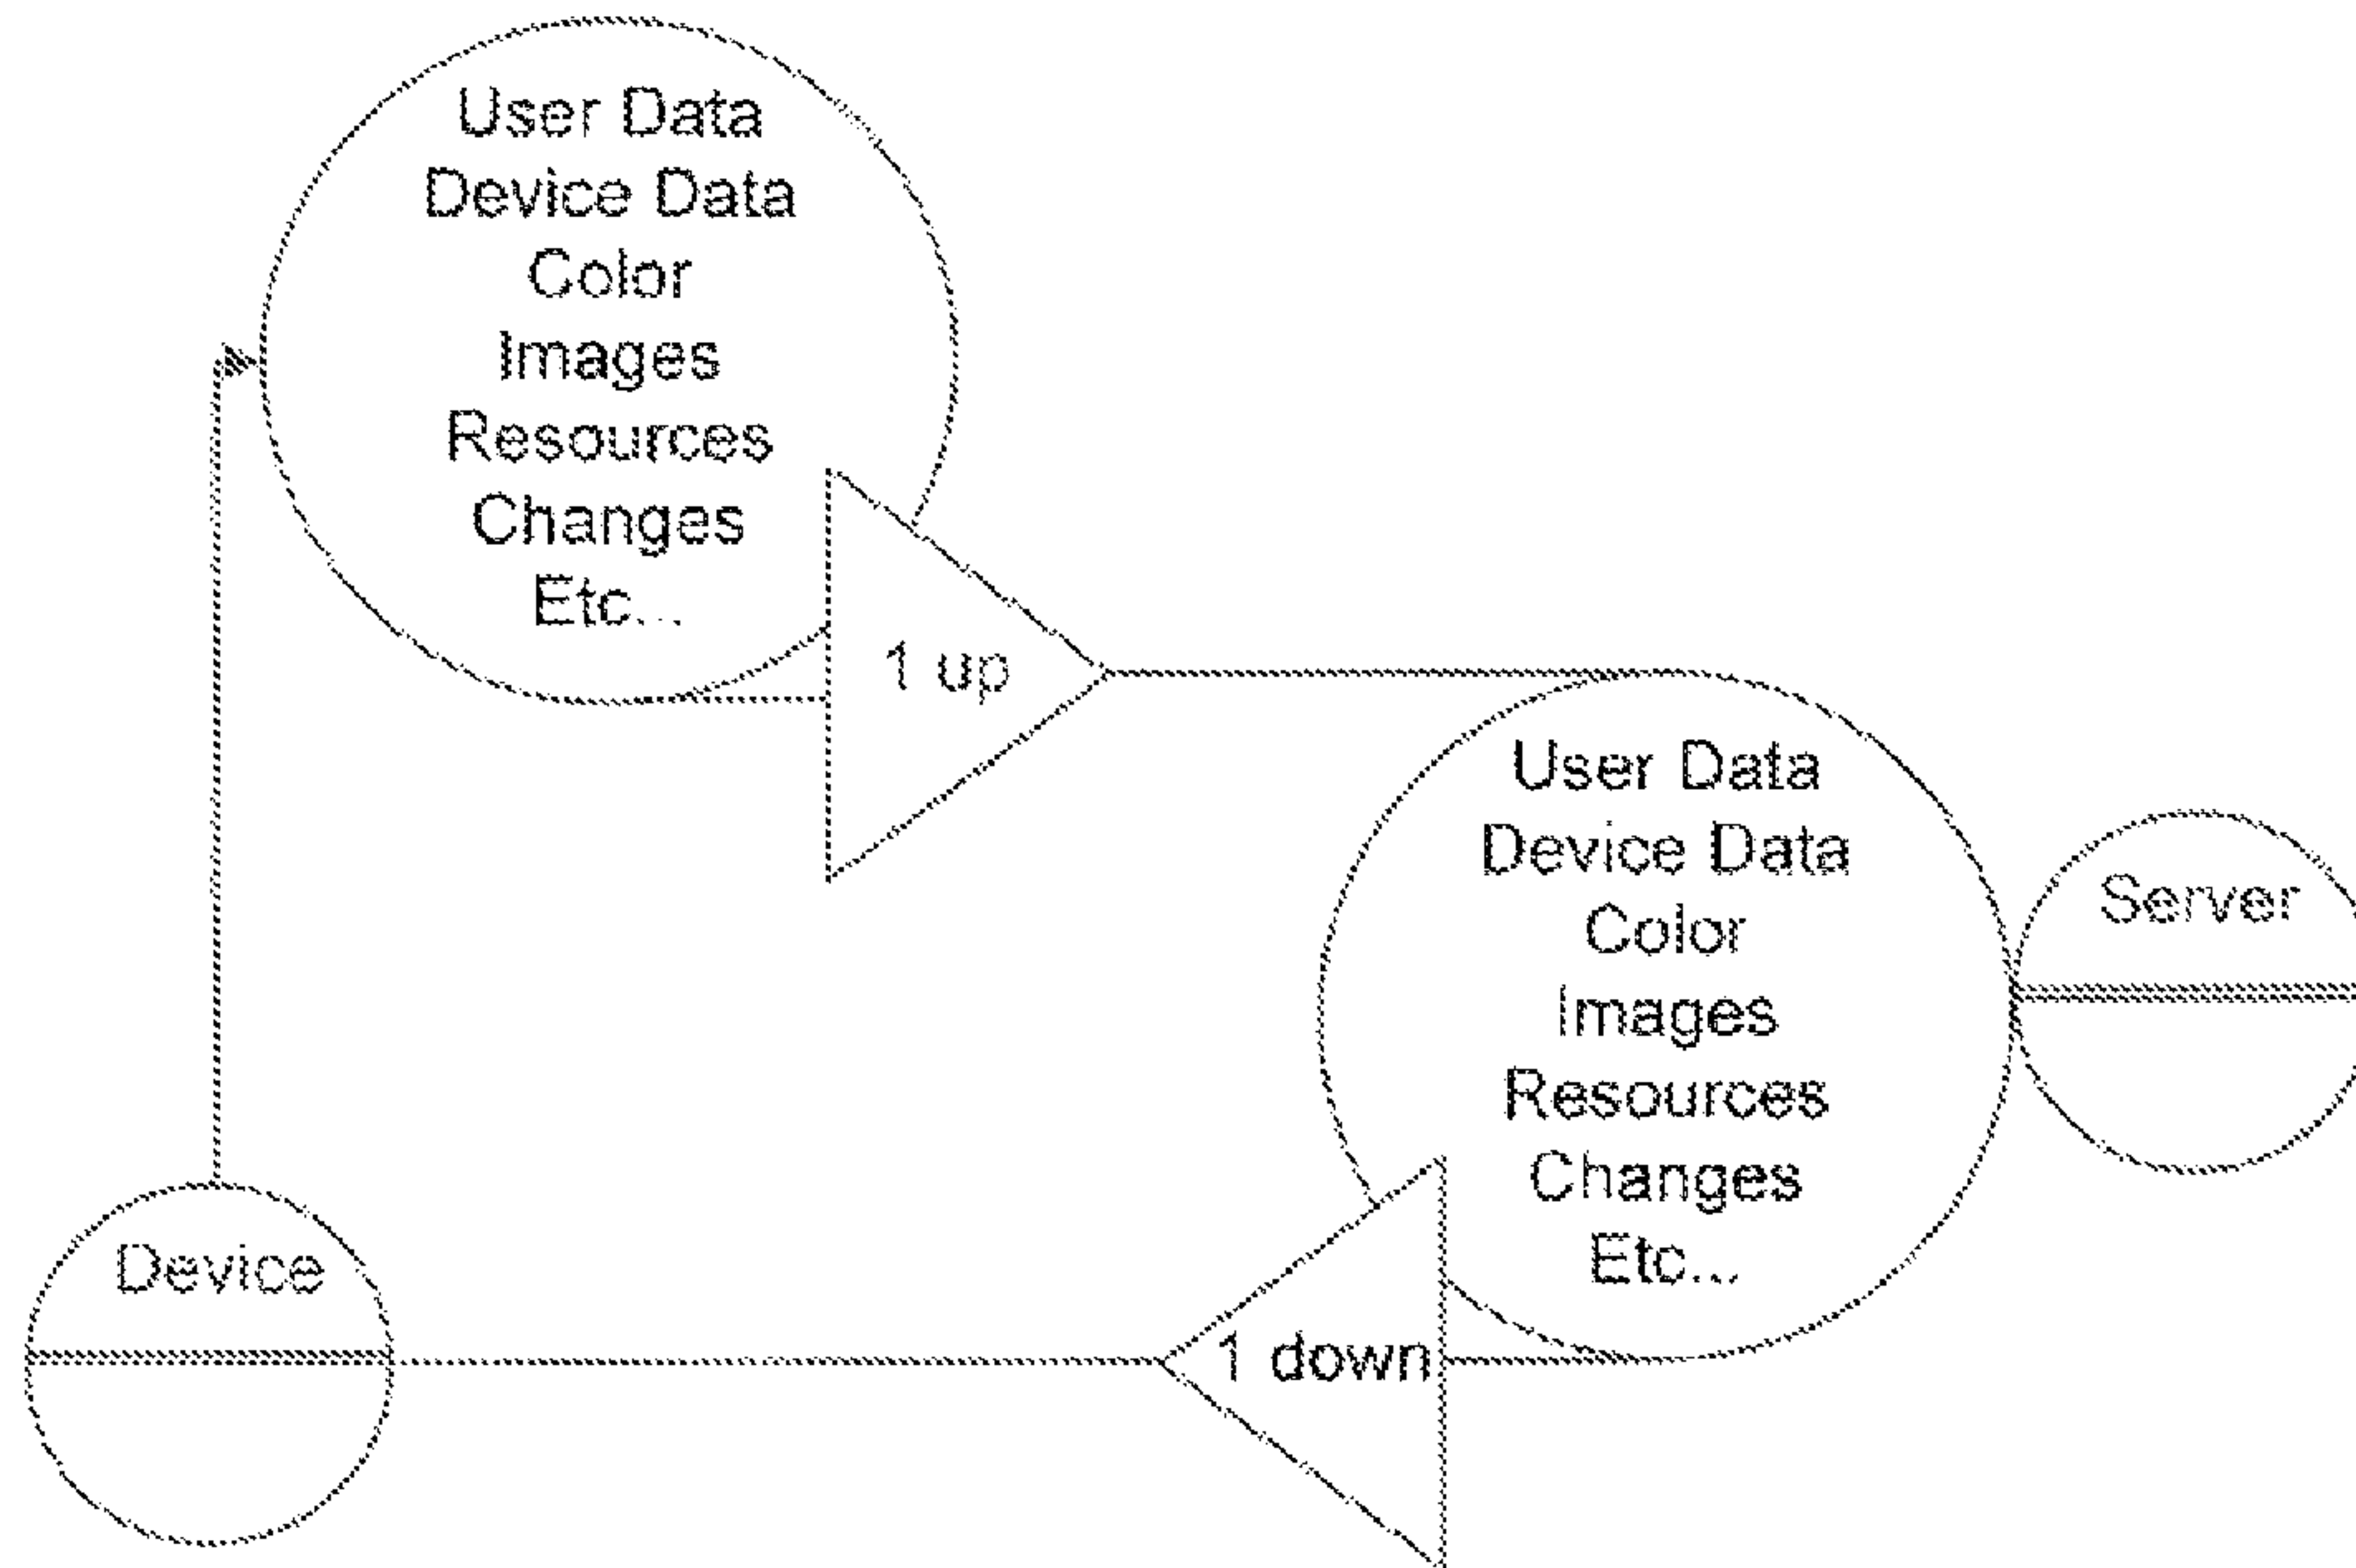 User Data
Device Data
Color
Images
Resources
Changes
Etc...
1 up
User Data
Device Data
Color
Images
Resources
Changes
Etc...
Server
Device
1 down